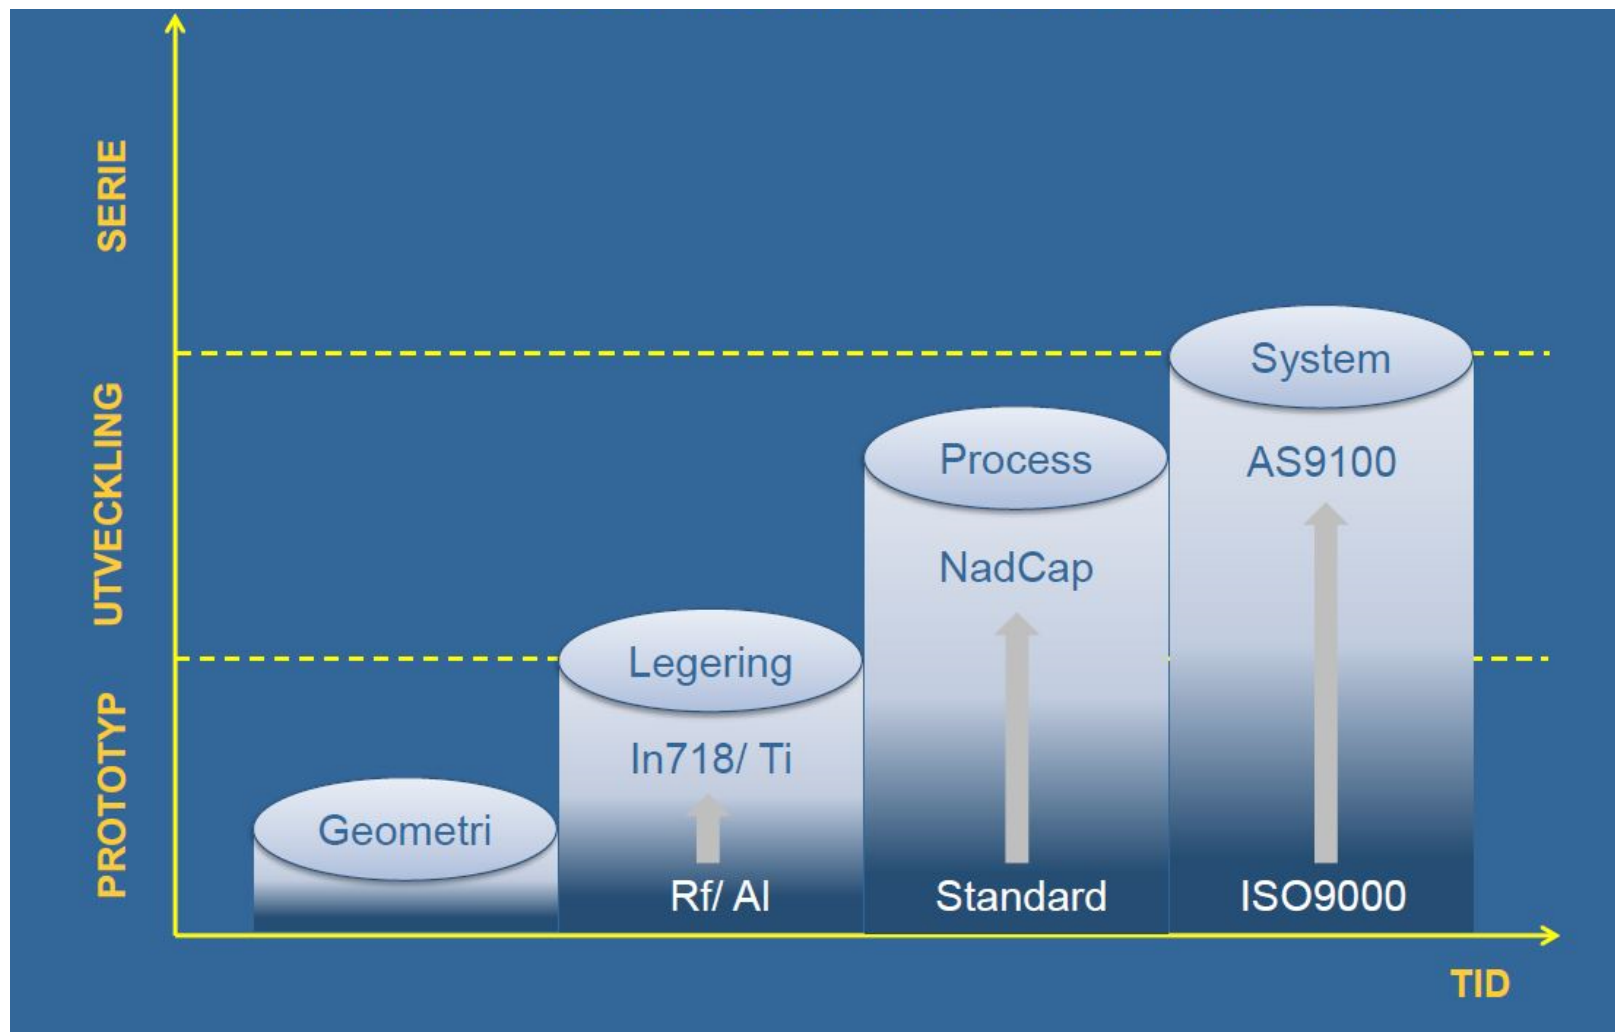 SERIE
UTVECKLING
PROTOTYP
System
AS9100
Process
NadCap
Legering
In718/ Ti
Geometri
Rf/ Al
Standard
ISO9000
TID